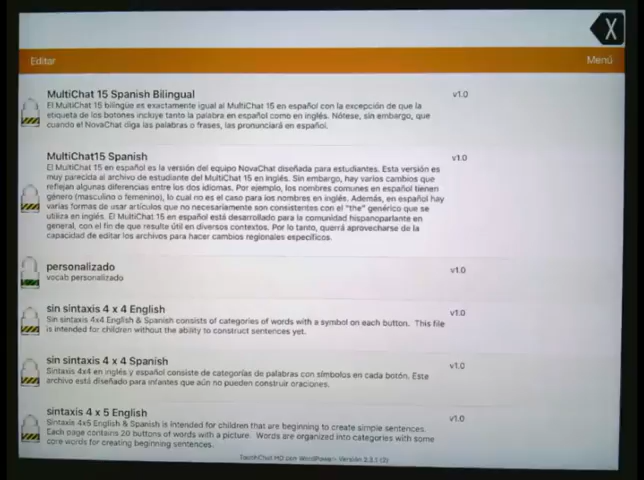 X
Editar
Menú
MultiChat 15 Spanish Bilingual
v1.0
El MultiChat 15 bilingüe es exactamente igual al MultiChat 15 en español con la excepción de que la
etiqueta de los botones incluye tanto la palabra en español como en inglés. Nótese, sin embargo, que
cuando el NovaChat diga las palabras o frases, las pronunciará en español.
MultiChat15 Spanish
v1.0
El MultiChat 15 en español es la versión del equipo NovaChat diseñada para estudiantes. Esta versión es
muy parecida al archivo de estudiante del MultiChat 15 en inglés. Sin embargo, hay varios cambios que
reflejan algunas diferencias entre los dos idiomas. Por ejemplo, los nombres comunes en español tienen
género (masculino o femenino), lo cual no es el caso para los nombres en inglés. Además, en español hay
varias formas de usar artículos que no necesariamente son consistentes con el "the" genérico que se
utiliza en inglés. El MultiChat 15 en español está desarrollado para la comunidad hispanoparlante en
general, con el fin de que resulte útil en diversos contextos. Por lo tanto, querrá aprovecharse de la
capacidad de editar los archivos para hacer cambios regionales específicos.
personalizado
v1.0
vocab personalizado
sin sintaxis 4 x 4 English
v1.0
Sin sintaxis 4x4 English & Spanish consists of categories of words with a symbol on each button. This file
is intended for children without the ability to construct sentences yet.
sin sintaxis 4 x 4 Spanish
v1.0
Sintaxis 4x4 en inglés y español consiste de categorías de palabras con símbolos en cada botón. Este
archivo está diseñado para infantes que aún no pueden construir oraciones.
sintaxis 4 x 5 English
v1.0
Sintaxis 4x5 English & Spanish is intended for children that are beginning to create simple sentences.
Each page contains 20 buttons of words with a picture. Words are organized into categories with some
core words for creating beginning sentences.
TouchChat HD con WordPower: Versión 2.3.1 (2)